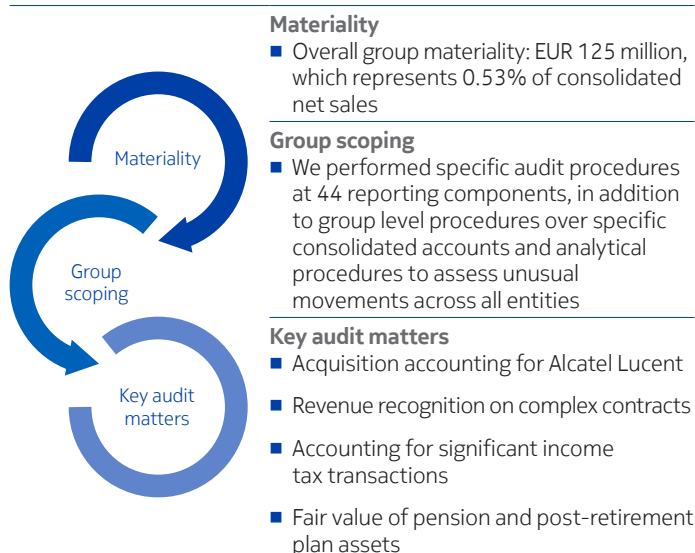 Materiality
Group
scoping
Key audit
matters
Materiality
■ Overall group materiality: EUR 125 million,
which represents 0.53% of consolidated
net sales
Group scoping
■ We performed specific audit procedures
at 44 reporting components, in addition
to group level procedures over specific
consolidated accounts and analytical
procedures to assess unusual
movements across all entities
Key audit matters
■ Acquisition accounting for Alcatel Lucent
■ Revenue recognition on complex contracts
■ Accounting for significant income
tax transactions
■ Fair value of pension and post-retirement
plan assets